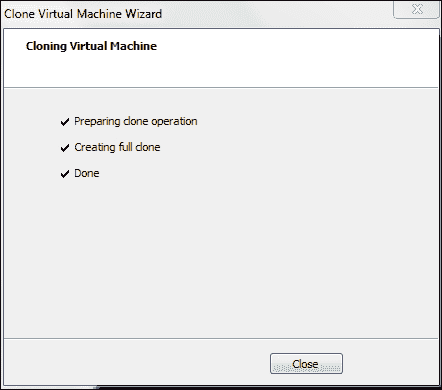 Clone Virtual Machine Wizard
Cloning Virtual Machine
Preparing clone operation
Creating full clone
Done
Close